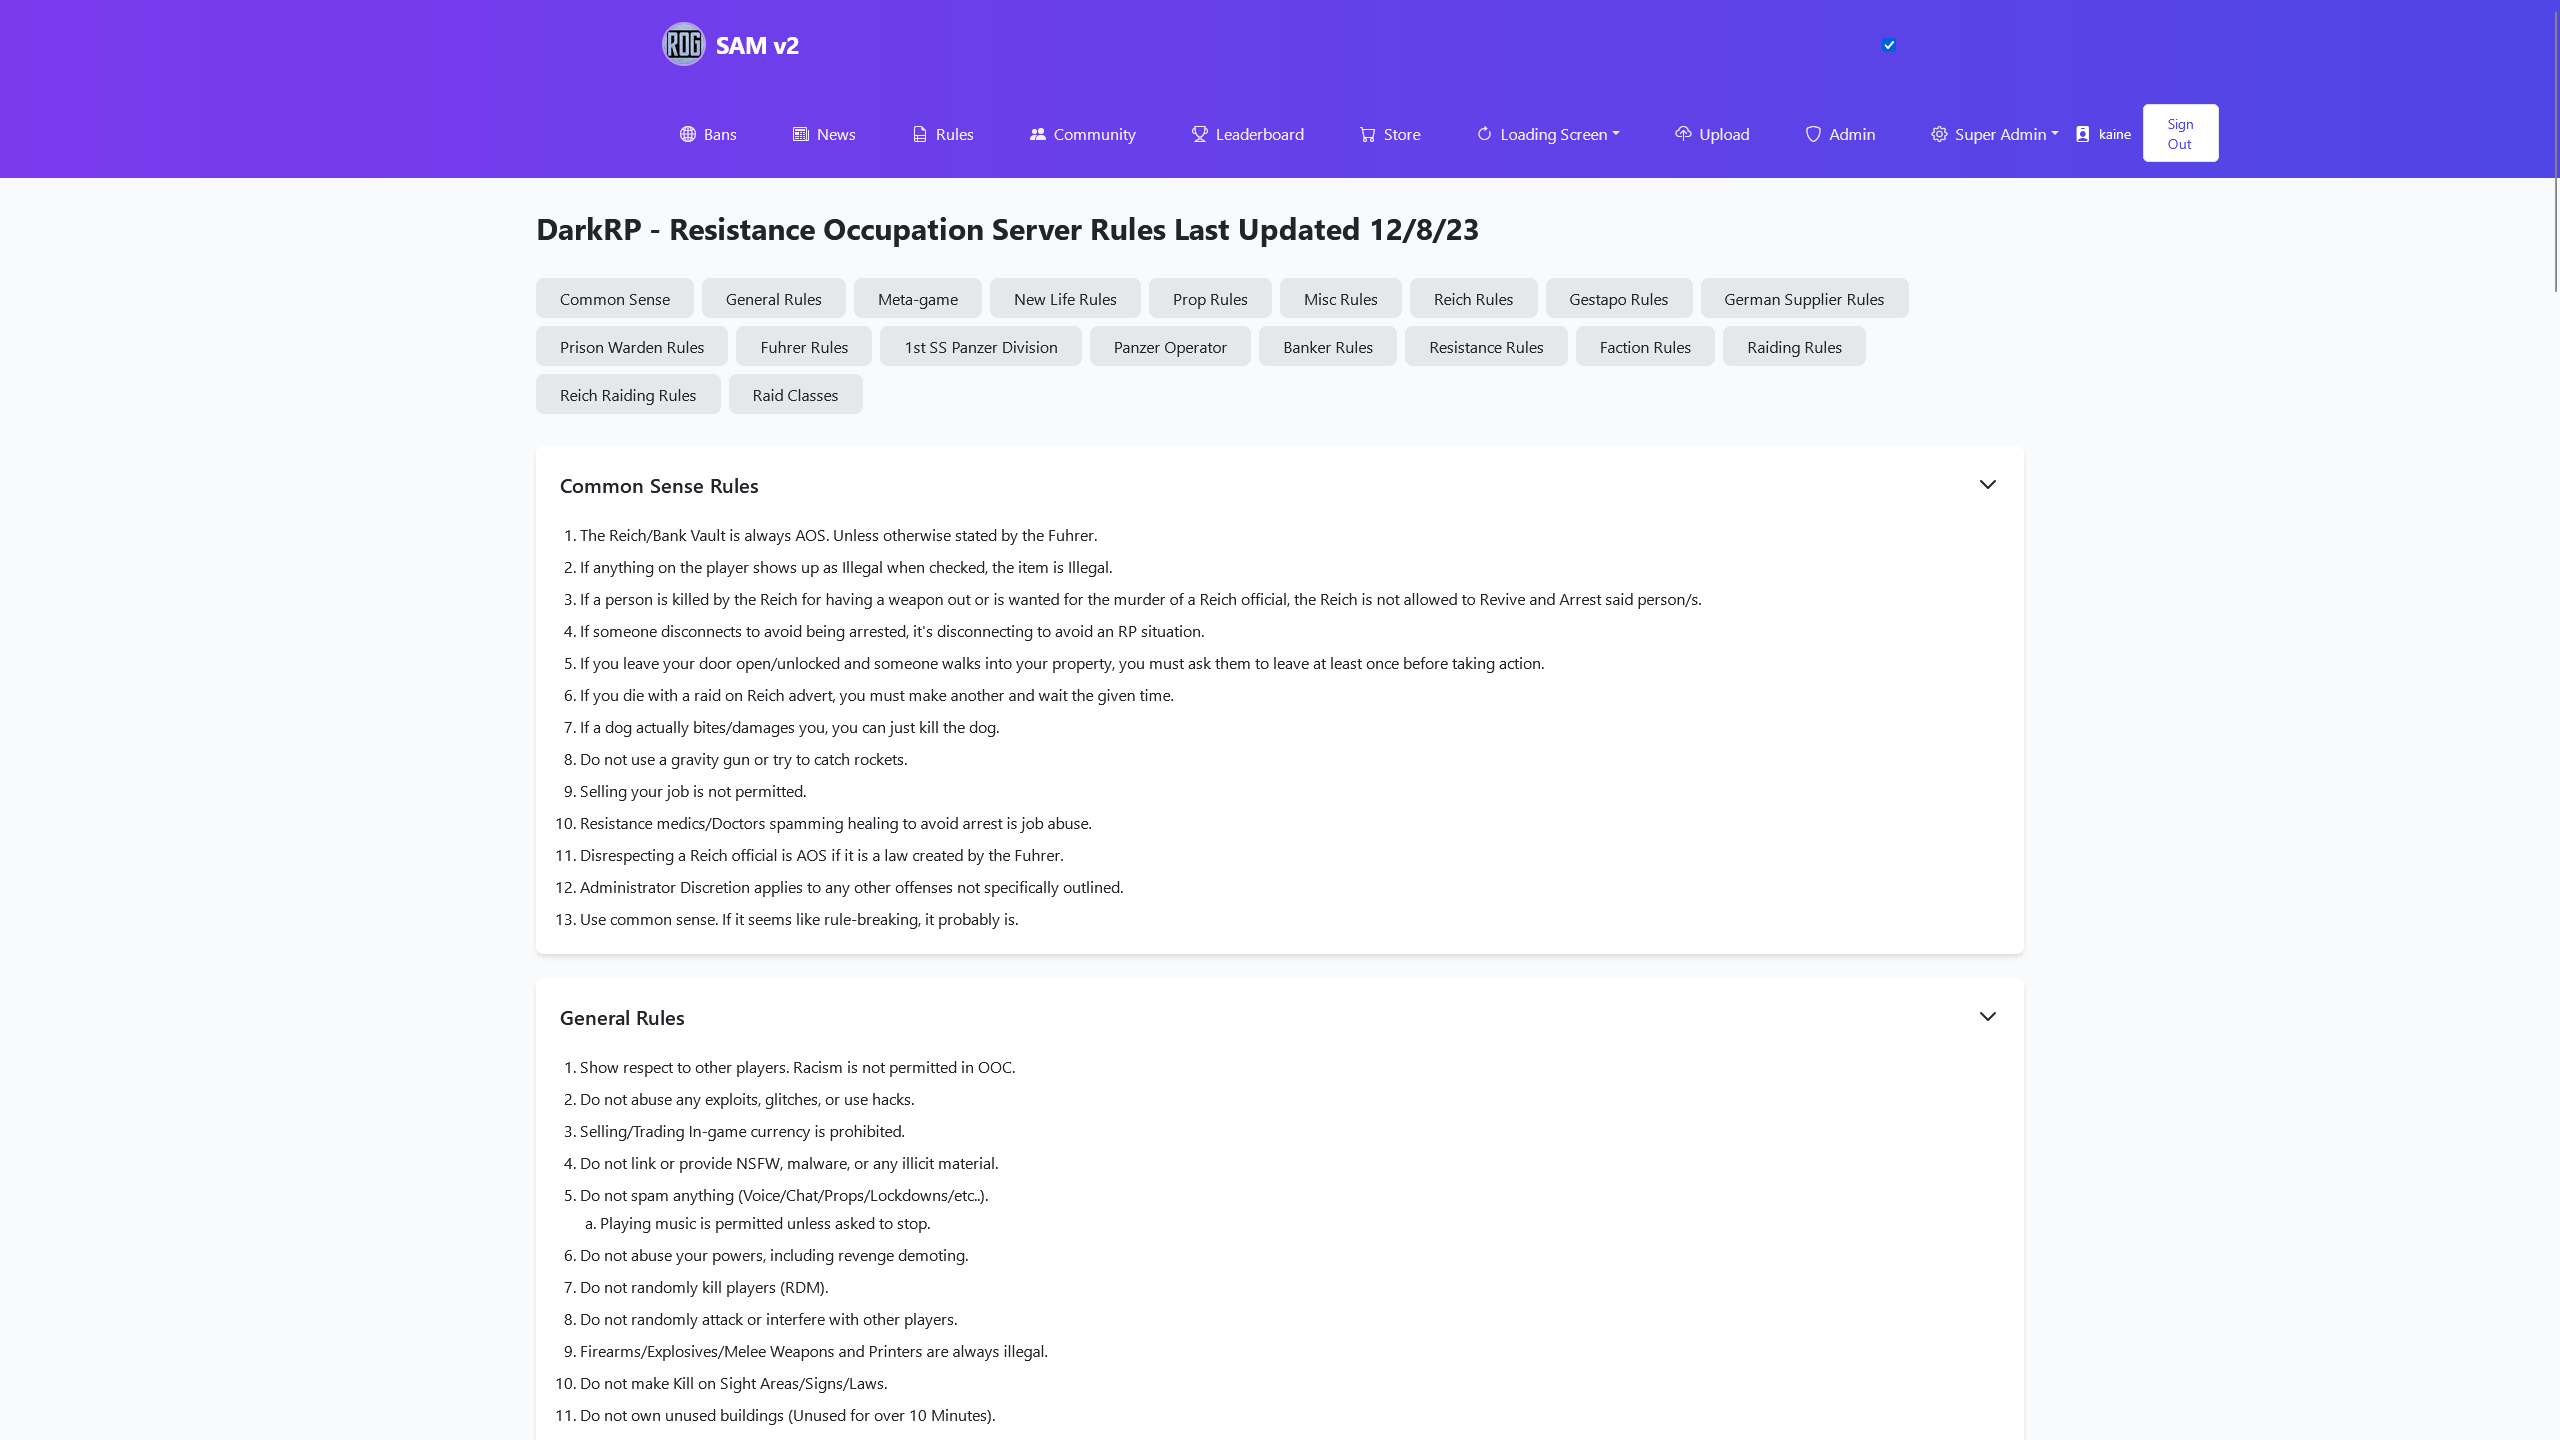 ROG SAM v2
Bans News Rules Community Leaderboard Store Loading Screen Upload Admin Super Admin kaine Sign Out
DarkRP - Resistance Occupation Server Rules Last Updated 12/8/23
Common Sense General Rules Meta-game New Life Rules Prop Rules Misc Rules Reich Rules Gestapo Rules German Supplier Rules
Prison Warden Rules Fuhrer Rules 1st SS Panzer Division Panzer Operator Banker Rules Resistance Rules Faction Rules Raiding Rules
Reich Raiding Rules Raid Classes
Common Sense Rules
1. The Reich/Bank Vault is always AOS. Unless otherwise stated by the Fuhrer.
2. If anything on the player shows up as Illegal when checked, the item is Illegal.
3. If a person is killed by the Reich for having a weapon out or is wanted for the murder of a Reich official, the Reich is not allowed to Revive and Arrest said person/s.
4. If someone disconnects to avoid being arrested, it's disconnecting to avoid an RP situation.
5. If you leave your door open/unlocked and someone walks into your property, you must ask them to leave at least once before taking action.
6. If you die with a raid on Reich advert, you must make another and wait the given time.
7. If a dog actually bites/damages you, you can just kill the dog.
8. Do not use a gravity gun or try to catch rockets.
9. Selling your job is not permitted.
10. Resistance medics/Doctors spamming healing to avoid arrest is job abuse.
11. Disrespecting a Reich official is AOS if it is a law created by the Fuhrer.
12. Administrator Discretion applies to any other offenses not specifically outlined.
13. Use common sense. If it seems like rule-breaking, it probably is.
General Rules
1. Show respect to other players. Racism is not permitted in OOC.
2. Do not abuse any exploits, glitches, or use hacks.
3. Selling/Trading In-game currency is prohibited.
4. Do not link or provide NSFW, malware, or any illicit material.
5. Do not spam anything (Voice/Chat/Props/Lockdowns/etc..).
a. Playing music is permitted unless asked to stop.
6. Do not abuse your powers, including revenge demoting.
7. Do not randomly kill players (RDM).
8. Do not randomly attack or interfere with other players.
9. Firearms/Explosives/Melee Weapons and Printers are always illegal.
10. Do not make Kill on Sight Areas/Signs/Laws.
11. Do not own unused buildings (Unused for over 10 Minutes).